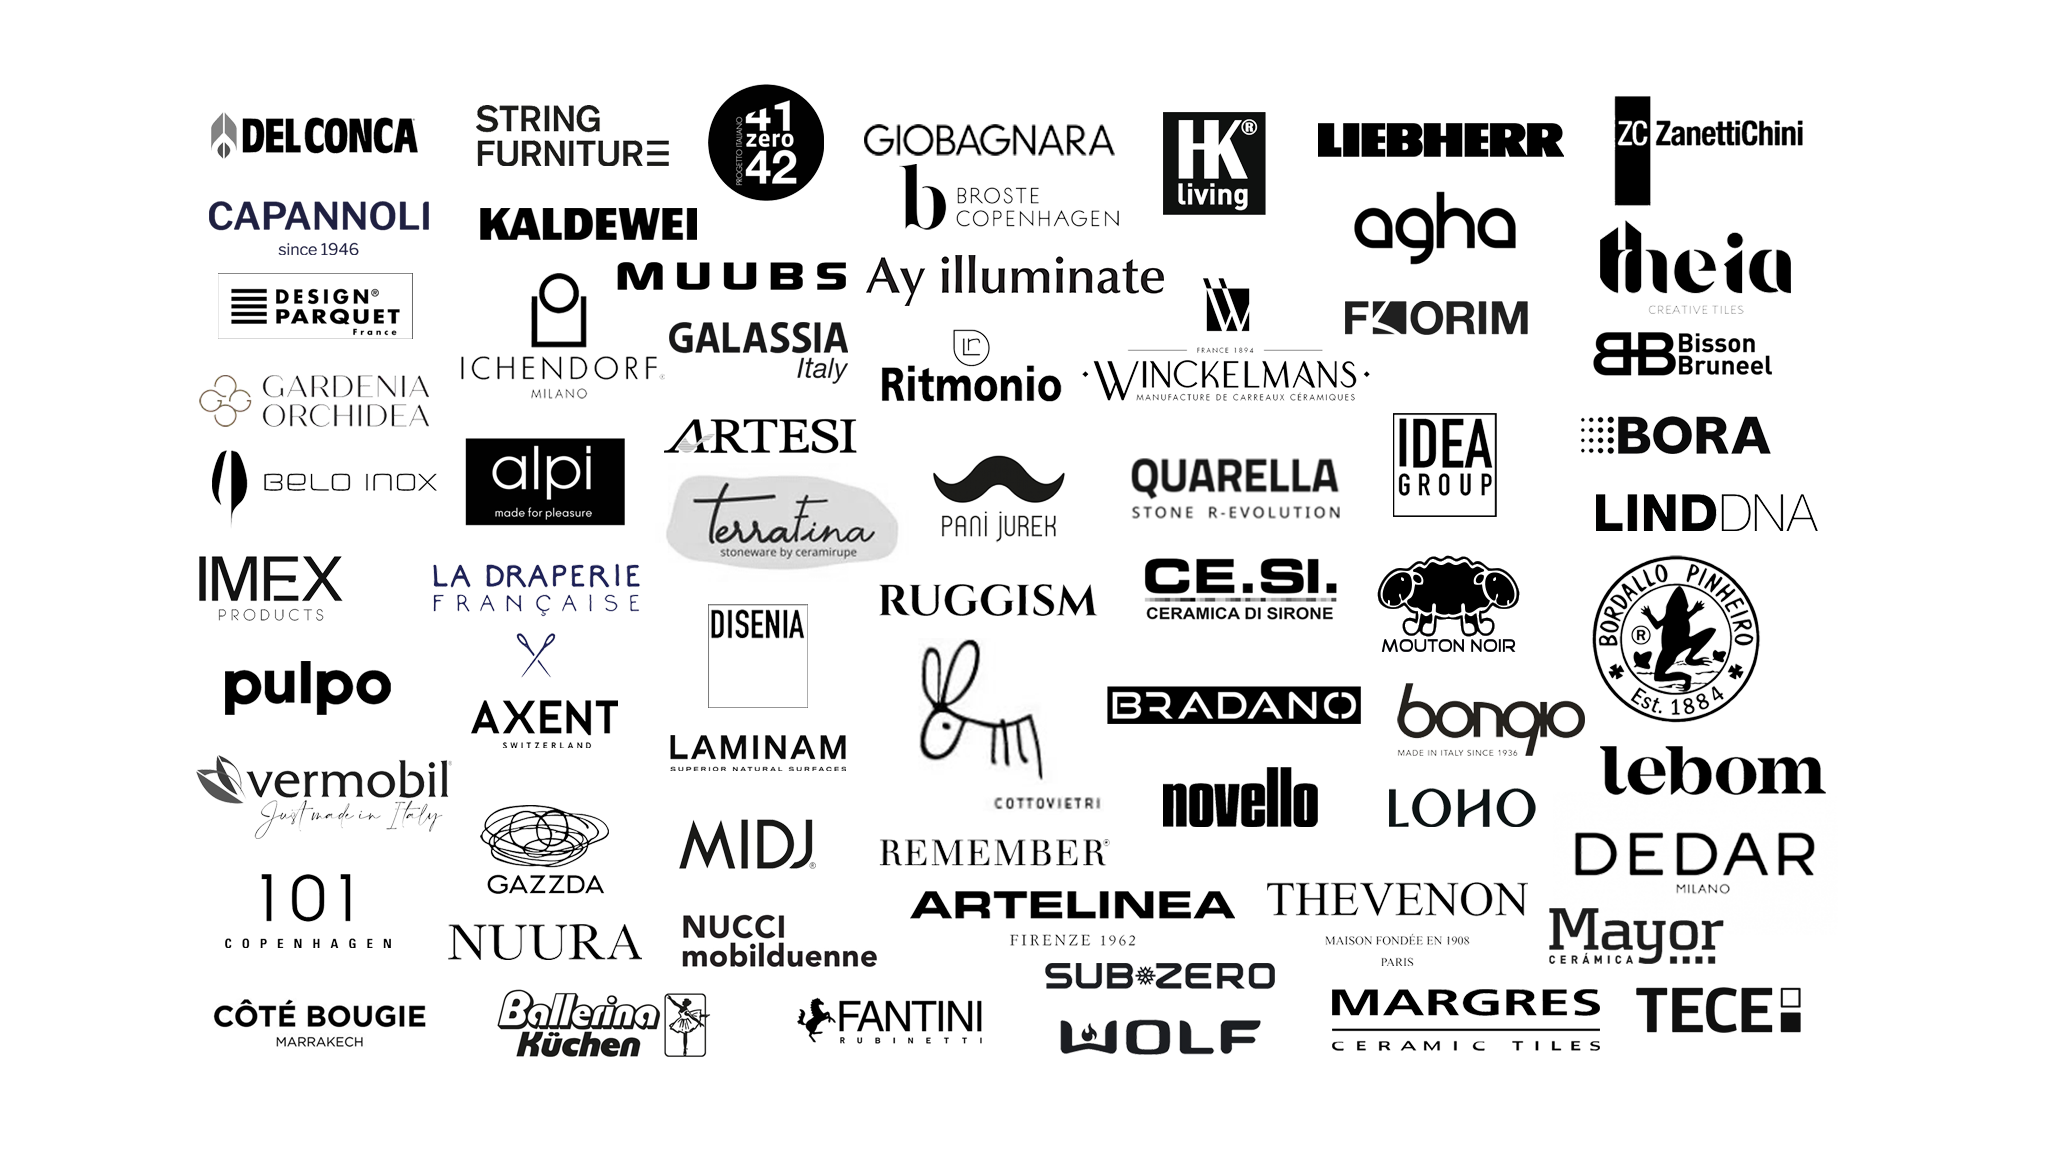 DEL CONCA
STRING
FURNITURE
PROGETTO ITALIANO
41
zero
42
GIOBAGNARA
HK®
living
LIEBHERR
ZC ZanettiChini
CAPANNOLI
since 1946
KALDEWEI
b BROSTE
COPENHAGEN
agha
theia
CREATIVE TILES
DESIGN®
PARQUET
France
ICHENDORF®
MILANO
MUUBS
Ay illuminate
GALASSIA
Italy
Ritmonio
W
FRANCE 1894
WINCKELMANS
MANUFACTURE DE CARREAUX CÉRAMIQUES
FLORIM
BB Bisson
Bruneel
GARDENIA
ORCHIDEA
ARTESI
IDEA
GROUP
BORA
BELO INOX
alpi
made for pleasure
terraFina
stoneware by ceramirupe
PANI JUREK
QUARELLA
STONE R-EVOLUTION
LINDDNA
IMEX
PRODUCTS
LA DRAPERIE
FRANÇAISE
DISENIA
RUGGISM
CE.SI.
CERAMICA DI SIRONE
MOUTON NOIR
BORDALLO PINHEIRO
®
Est. 1884
pulpo
AXENT
SWITZERLAND
LAMINAM
SUPERIOR NATURAL SURFACES
COTTOVIETRI
BRADANO
bongio
MADE IN ITALY SINCE 1936
lebom
vermobil®
Just made in Italy
GAZZDA
MIDJ®
REMEMBER®
novello
LOHO
DEDAR
MILANO
101
COPENHAGEN
NUURA
NUCCI
mobilduenne
ARTELINEA
FIRENZE 1962
THEVENON
MAISON FONDÉE EN 1908
PARIS
Mayor
CERÁMICA
CÔTÉ BOUGIE
MARRAKECH
Ballerina
Küchen
FANTINI
RUBINETTI
SUB ZERO
WOLF
MARGRES
CERAMIC TILES
TECE